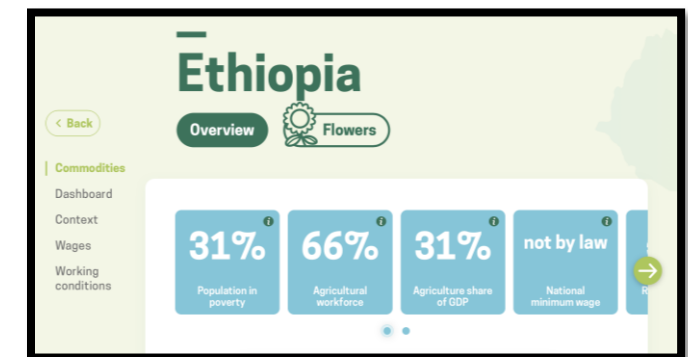 Ethiopia
< Back
Overview
Flowers
Commodities
Dashboard
Context
Wages
Working
conditions
31%
Population in
poverty
66%
Agricultural
workforce
31%
Agriculture share
of GDP
not by law
National
minimum wage